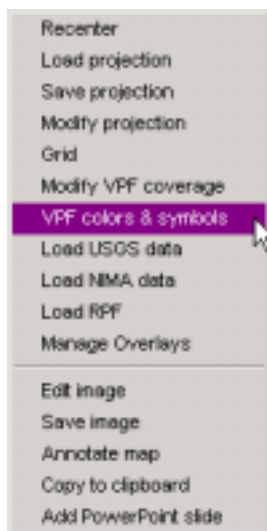 Recenter
Load projection
Save projection
Modify projection
Grid
Modify VPF coverage
VPF colors & symbols
Load USGS data
Load NIMA data
Load RPF
Manage Overlays
Edit image
Save image
Annotate map
Copy to clipboard
Add PowerPoint slide